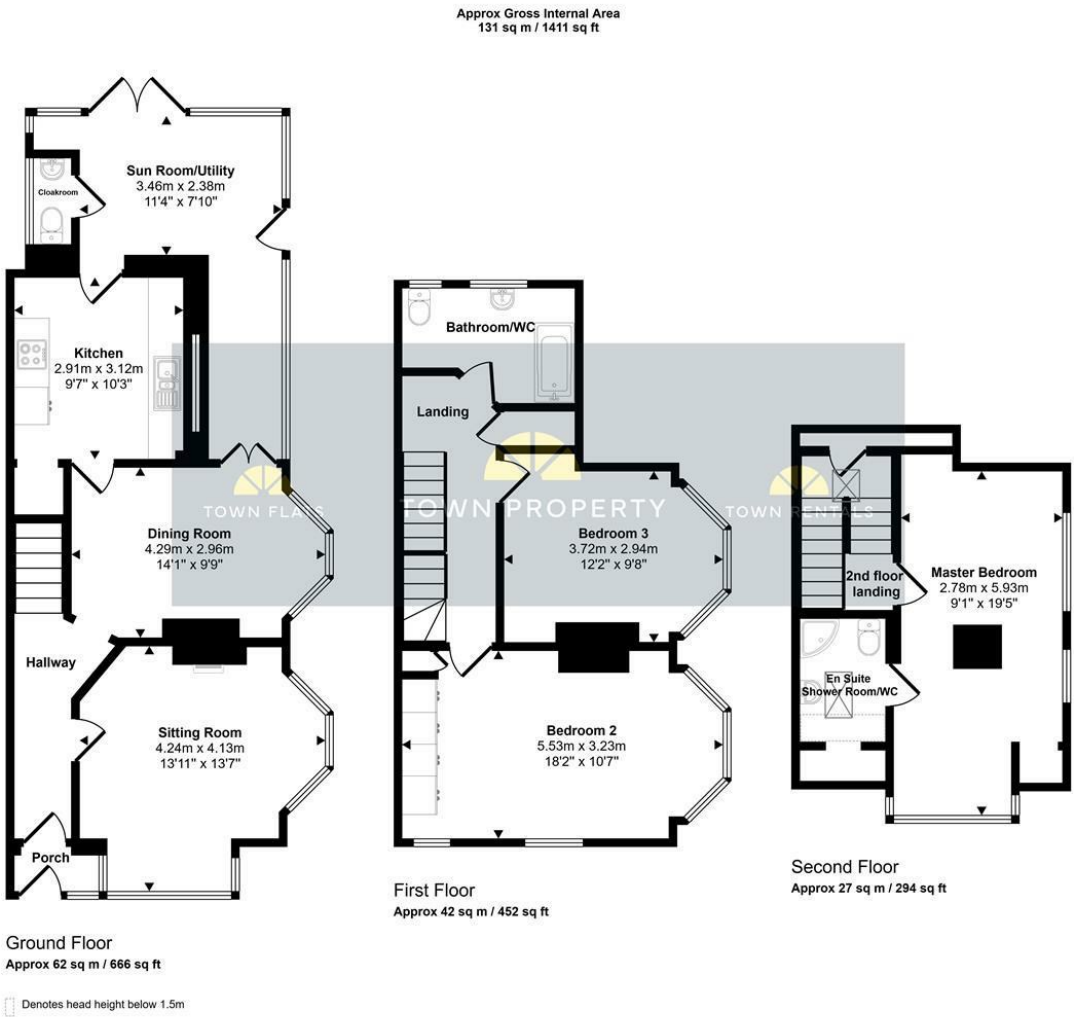 Approx Gross Internal Area
131 sq m / 1411 sq ft
Sun Room/Utility
3.46m x 2.38m
11'4" x 7'10"
Cloakroom
Kitchen
2.91m x 3.12m
9'7" x 10'3"
Dining Room
4.29m x 2.96m
14'1" x 9'9"
Hallway
Sitting Room
4.24m x 4.13m
13'11" x 13'7"
Porch
Ground Floor
Approx 62 sq m / 666 sq ft
Bathroom/WC
Landing
Bedroom 3
3.72m x 2.94m
12'2" x 9'8"
Bedroom 2
5.53m x 3.23m
18'2" x 10'7"
First Floor
Approx 42 sq m / 452 sq ft
2nd floor
landing
Master Bedroom
2.78m x 5.93m
9'1" x 19'5"
En Suite
Shower Room/WC
Second Floor
Approx 27 sq m / 294 sq ft
TOWN FLATS
TOWN PROPERTY
TOWN RENTALS
Denotes head height below 1.5m